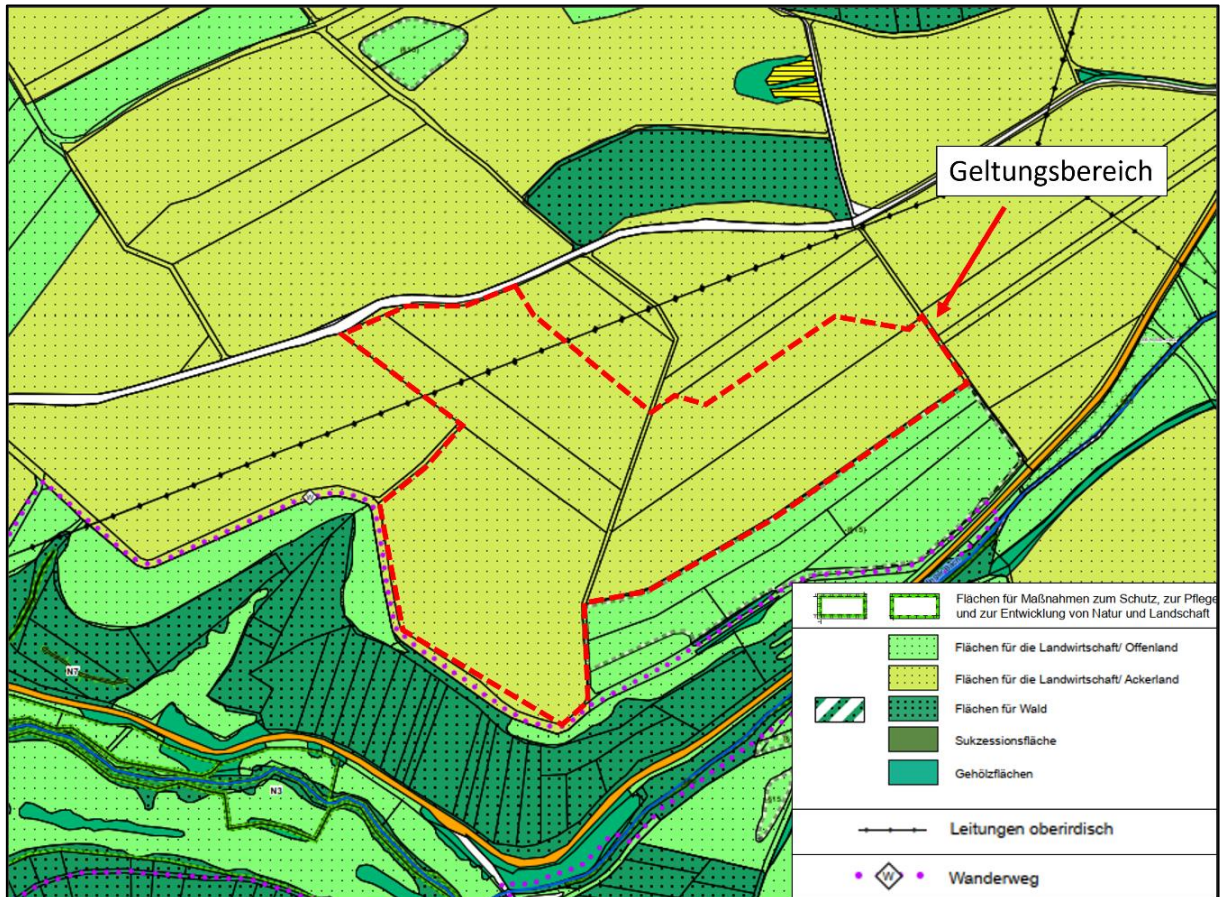 Geltungsbereich
W
N7
N3
Flächen für Maßnahmen zum Schutz, zur Pflege
und zur Entwicklung von Natur und Landschaft
Flächen für die Landwirtschaft/ Offenland
Flächen für die Landwirtschaft/ Ackerland
Flächen für Wald
Sukzessionsfläche
Gehölzflächen
Leitungen oberirdisch
W
Wanderweg